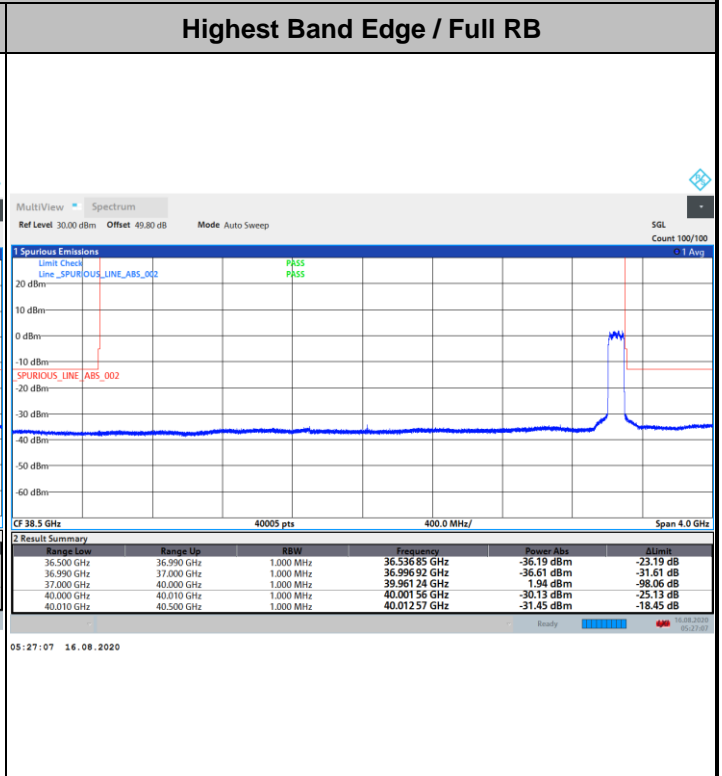 Highest Band Edge / Full RB
MultiView Spectrum
Ref Level 30.00 dBm Offset 49.80 dB Mode Auto Sweep SGL
Count 100/100
1 Spurious Emissions 1 Avg
Limit Check PASS
Line _SPURIOUS_LINE_ABS_002 PASS
20 dBm
10 dBm
0 dBm
-10 dBm
_SPURIOUS_LINE_ABS_002
-20 dBm
-30 dBm
-40 dBm
-50 dBm
-60 dBm
CF 38.5 GHz 40005 pts 400.0 MHz/ Span 4.0 GHz
2 Result Summary
Range Low Range Up RBW Frequency Power Abs ΔLimit
36.500 GHz 36.990 GHz 1.000 MHz 36.536 85 GHz -36.19 dBm -23.19 dB
36.990 GHz 37.000 GHz 1.000 MHz 36.996 92 GHz -36.61 dBm -31.61 dB
37.000 GHz 40.000 GHz 1.000 MHz 39.961 24 GHz 1.94 dBm -98.06 dB
40.000 GHz 40.010 GHz 1.000 MHz 40.001 56 GHz -30.13 dBm -25.13 dB
40.010 GHz 40.500 GHz 1.000 MHz 40.012 57 GHz -31.45 dBm -18.45 dB
Ready 16.08.2020
05:27:07
05:27:07 16.08.2020